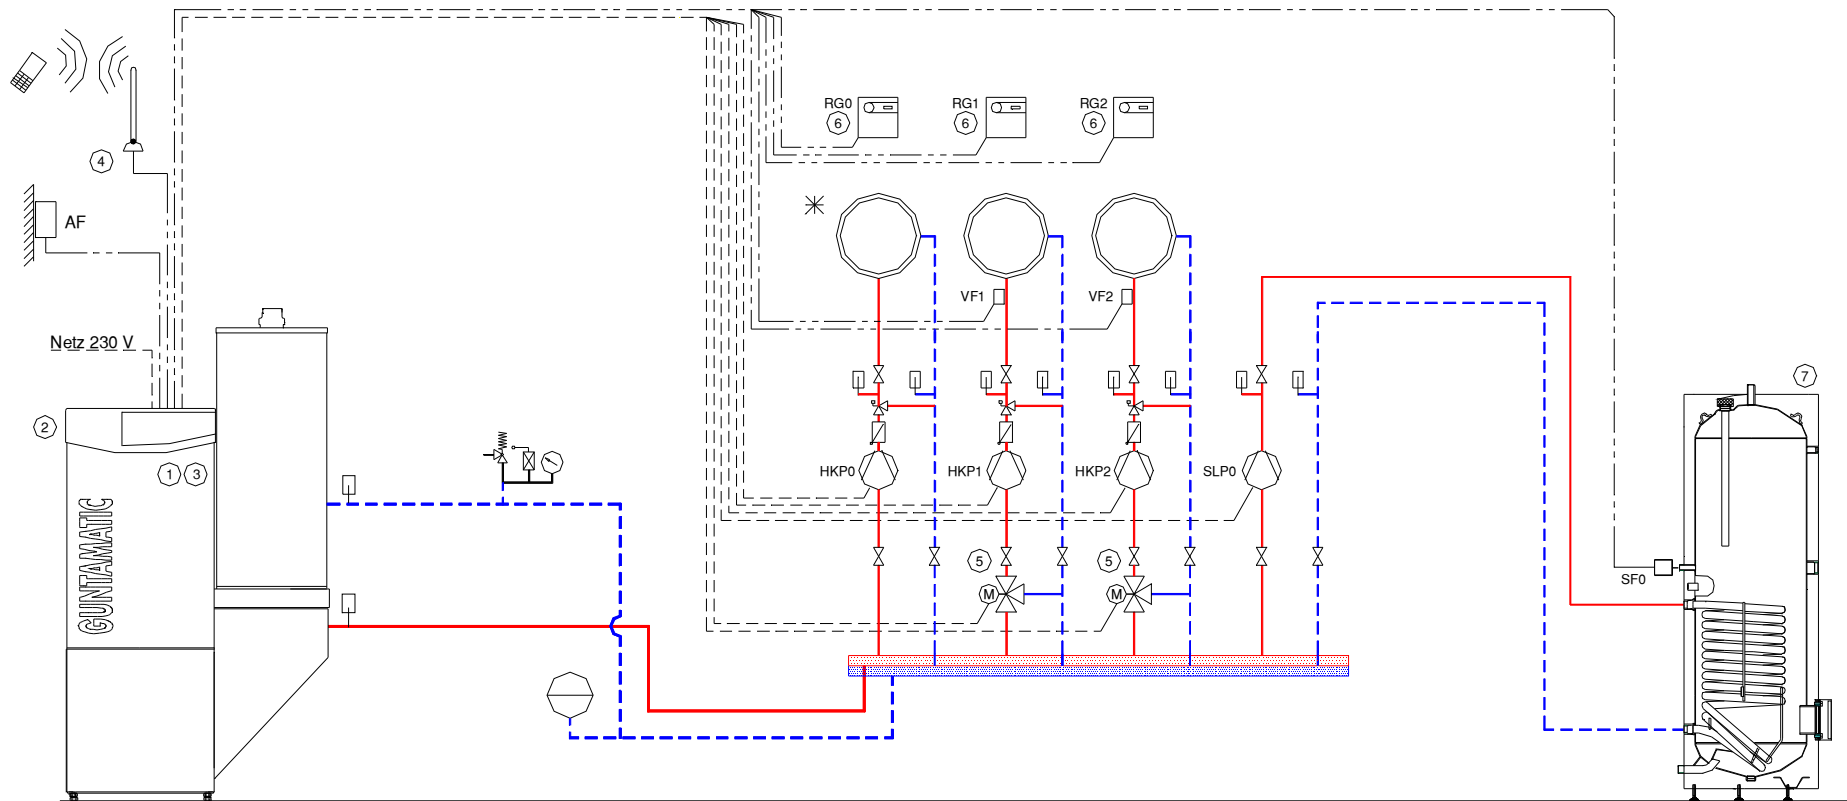 RG0
RG1
RG2
6
6
6
4
AF
VF1
VF2
Netz 230 V
7
2
1
3
GUNTAMATIC
HKP0
HKP1
HKP2
SLP0
5
5
M
M
SF0